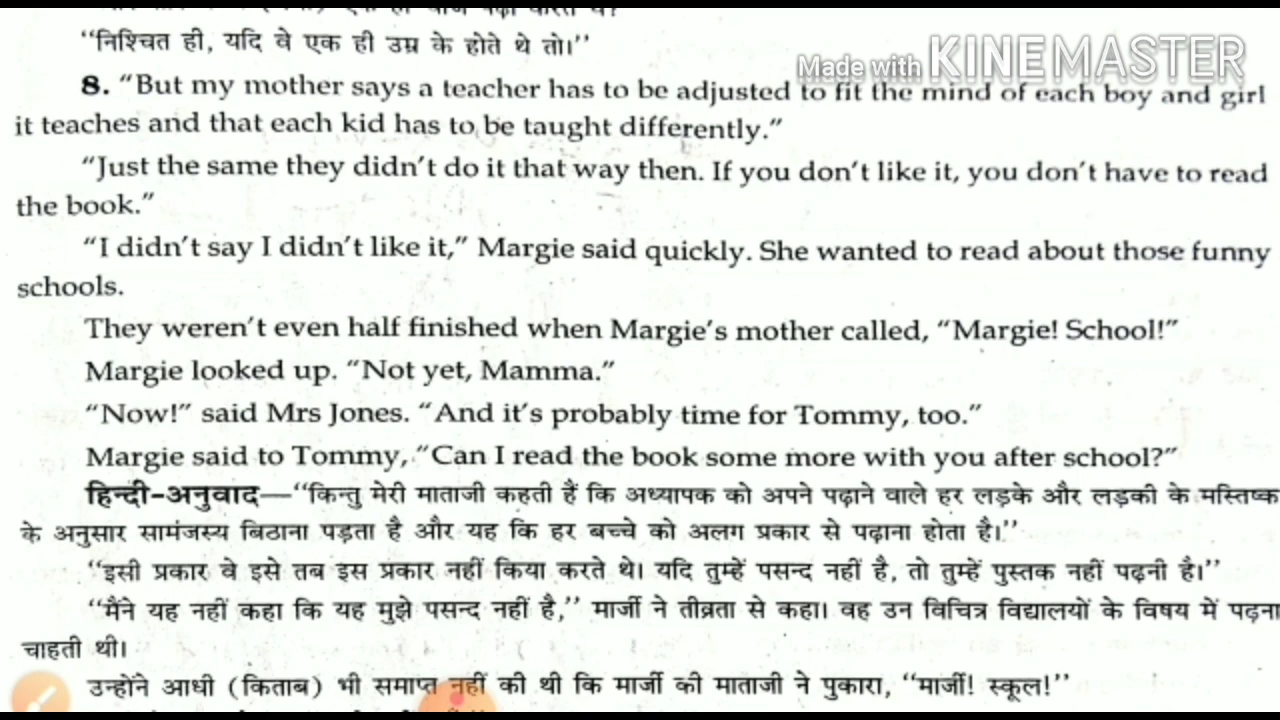 “निश्चित ही, यदि वे एक ही उम्र के होते थे तो।”
Made with KINEMASTER
8. “But my mother says a teacher has to be adjusted to fit the mind of each boy and girl
it teaches and that each kid has to be taught differently.”
“Just the same they didn’t do it that way then. If you don’t like it, you don’t have to read
the book.”
“I didn’t say I didn’t like it,” Margie said quickly. She wanted to read about those funny
schools.
They weren’t even half finished when Margie’s mother called, “Margie! School!”
Margie looked up. “Not yet, Mamma.”
“Now!” said Mrs Jones. “And it’s probably time for Tommy, too.”
Margie said to Tommy, “Can I read the book some more with you after school?”
हिन्दी-अनुवाद—“किन्तु मेरी माताजी कहती हैं कि अध्यापक को अपने पढ़ाने वाले हर लड़के और लड़की के मस्तिष्क
के अनुसार सामंजस्य बिठाना पड़ता है और यह कि हर बच्चे को अलग प्रकार से पढ़ाना होता है।”
“इसी प्रकार वे इसे तब इस प्रकार नहीं किया करते थे। यदि तुम्हें पसन्द नहीं है, तो तुम्हें पुस्तक नहीं पढ़नी है।”
“मैंने यह नहीं कहा कि यह मुझे पसन्द नहीं है,” मार्जी ने तीव्रता से कहा। वह उन विचित्र विद्यालयों के विषय में पढ़ना
चाहती थी।
उन्होंने आधी (किताब) भी समाप्त नहीं की थी कि मार्जी की माताजी ने पुकारा, “मार्जी! स्कूल!”